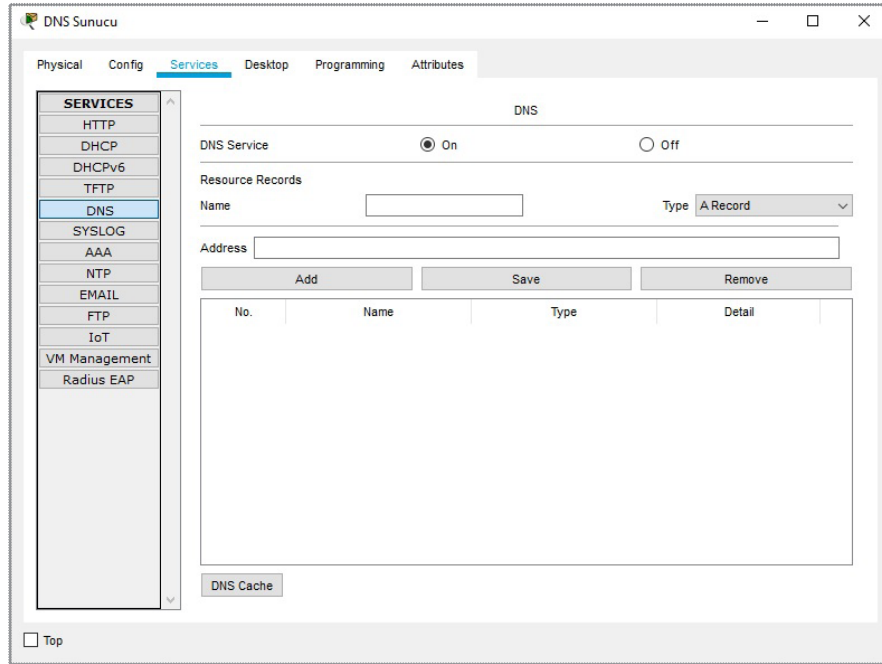 DNS Sunucu
Physical Config Services Desktop Programming Attributes
SERVICES
HTTP
DHCP
DHCPv6
TFTP
DNS
SYSLOG
AAA
NTP
EMAIL
FTP
IoT
VM Management
Radius EAP
DNS
DNS Service On Off
Resource Records
Name Type A Record
Address
Add Save Remove
No. Name Type Detail
DNS Cache
Top